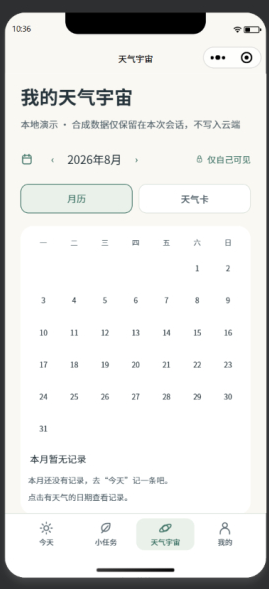 10:36
天气宇宙
我的天气宇宙
本地演示 · 合成数据仅保留在本次会话，不写入云端
‹ 2026年8月 › 仅自己可见
月历 天气卡
一 二 三 四 五 六 日
1 2
3 4 5 6 7 8 9
10 11 12 13 14 15 16
17 18 19 20 21 22 23
24 25 26 27 28 29 30
31
本月暂无记录
本月还没有记录，去“今天”记一条吧。
点击有天气的日期查看记录。
今天 小任务 天气宇宙 我的